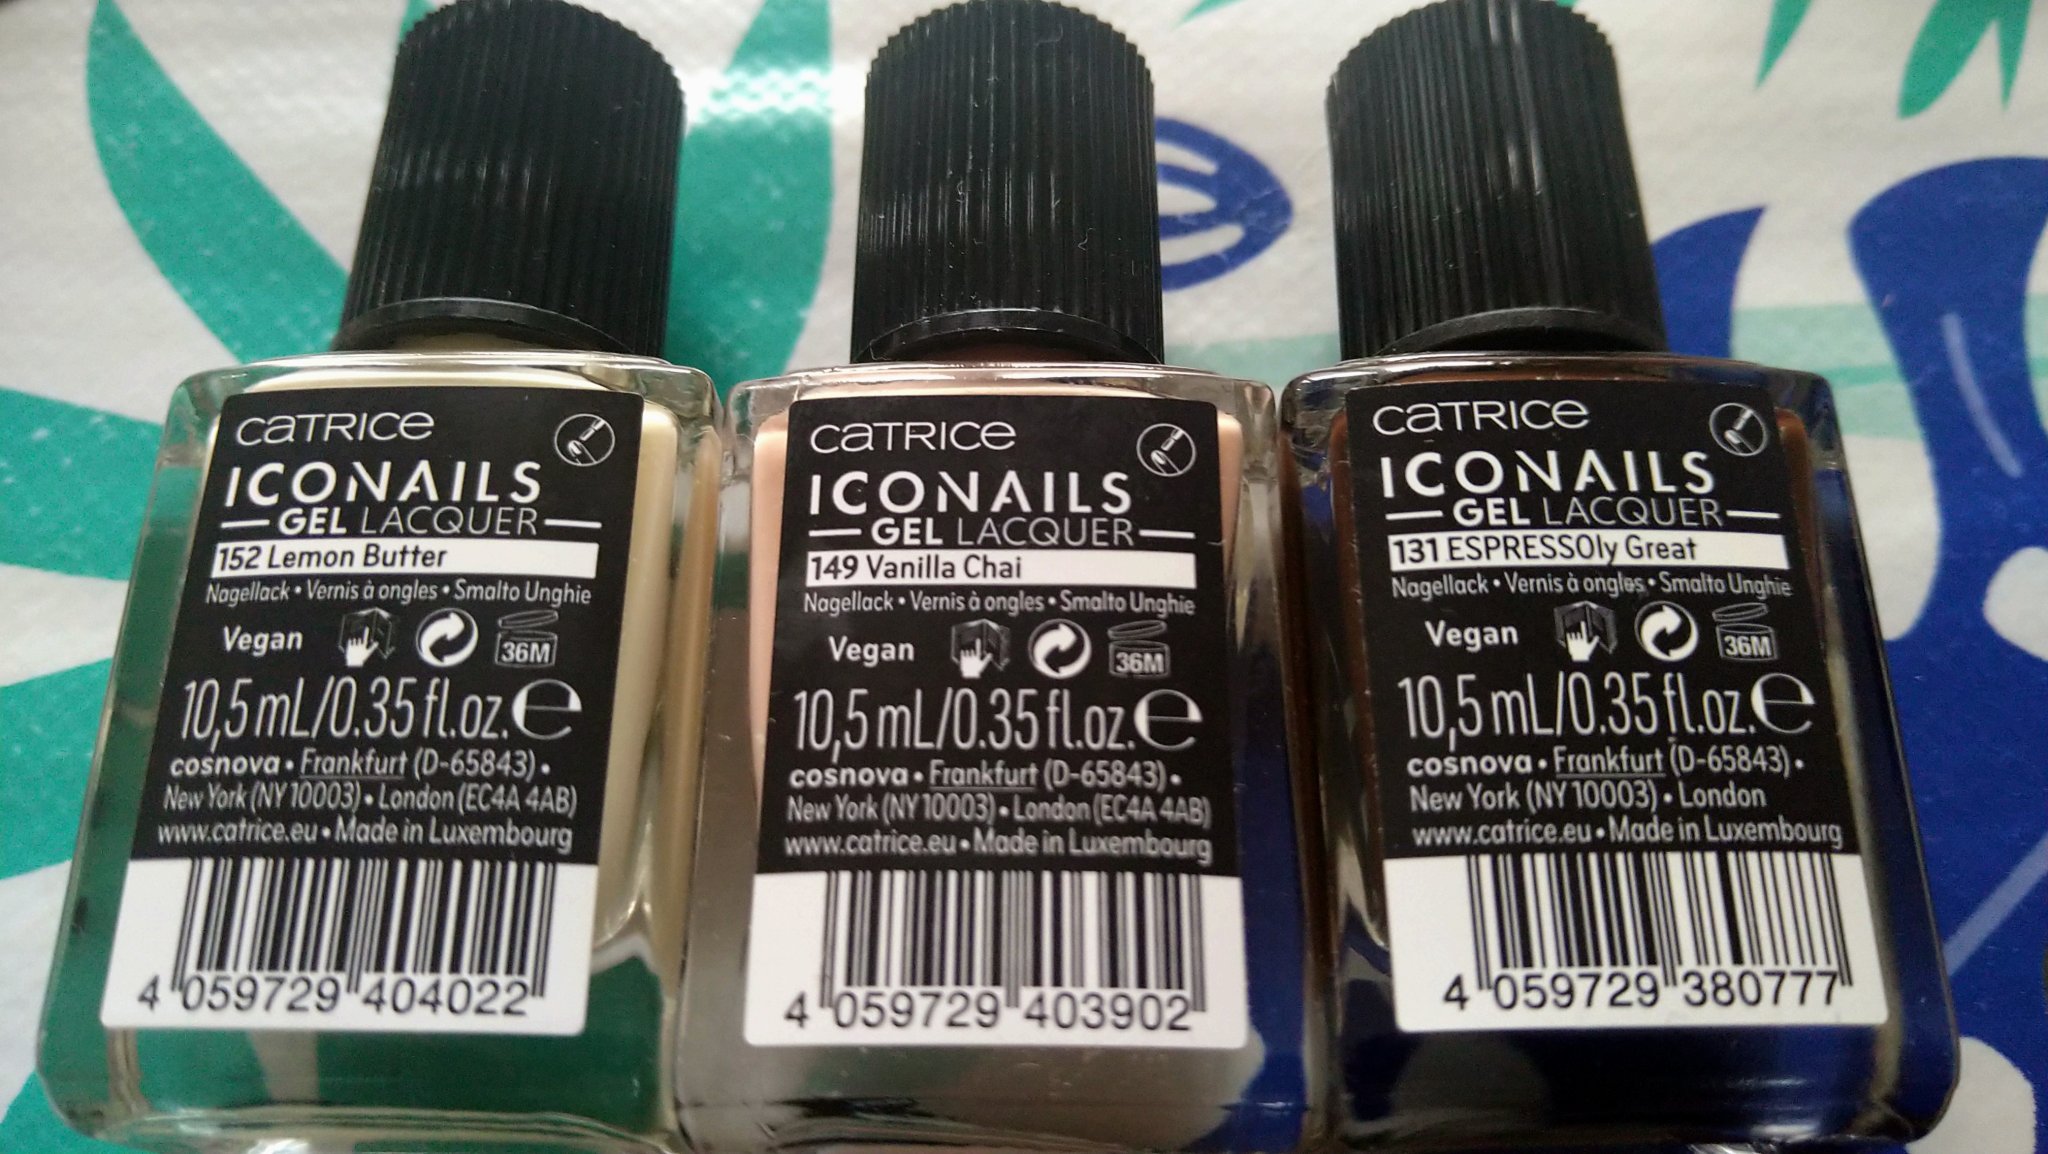 CATRICE
ICONAILS
GEL LACQUER
152 Lemon Butter
Nagellack • Vernis à ongles • Smalto Unghie
Vegan 36M
10,5 mL/0.35 fl.oz. e
cosnova • Frankfurt (D-65843) •
New York (NY 10003) • London (EC4A 4AB)
www.catrice.eu • Made in Luxembourg
4 059729 404022
CATRICE
ICONAILS
GEL LACQUER
149 Vanilla Chai
Nagellack • Vernis à ongles • Smalto Unghie
Vegan 36M
10,5 mL/0.35 fl.oz. e
cosnova • Frankfurt (D-65843) •
New York (NY 10003) • London (EC4A 4AB)
www.catrice.eu • Made in Luxembourg
4 059729 403902
CATRICE
ICONAILS
GEL LACQUER
131 ESPRESSOly Great
Nagellack • Vernis à ongles • Smalto Unghie
Vegan 36M
10,5 mL/0.35 fl.oz. e
cosnova • Frankfurt (D-65843) •
New York (NY 10003) • London
www.catrice.eu • Made in Luxembourg
4 059729 380777